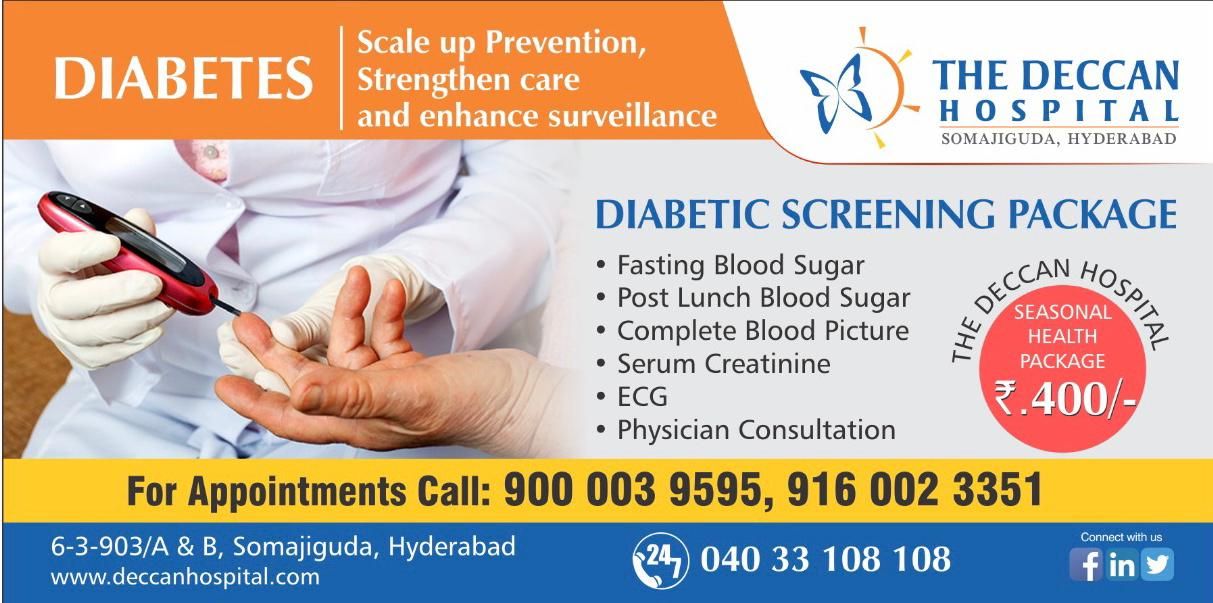 DIABETES
Scale up Prevention,
Strengthen care
and enhance surveillance
THE DECCAN
HOSPITAL
SOMAJIGUDA, HYDERABAD
DIABETIC SCREENING PACKAGE
• Fasting Blood Sugar
• Post Lunch Blood Sugar
• Complete Blood Picture
• Serum Creatinine
• ECG
• Physician Consultation
THE DECCAN HOSPITAL
SEASONAL
HEALTH
PACKAGE
₹.400/-
For Appointments Call: 900 003 9595, 916 002 3351
6-3-903/A & B, Somajiguda, Hyderabad
www.deccanhospital.com
24/7 040 33 108 108
Connect with us
f in